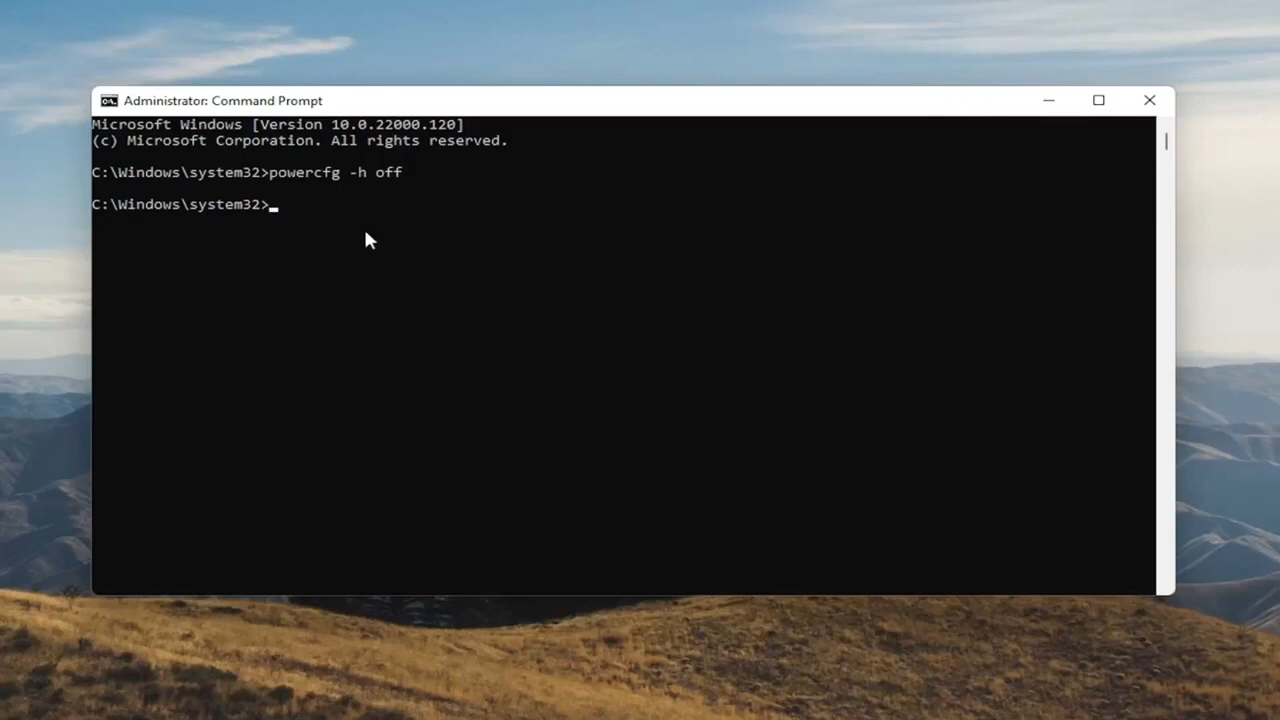 Administrator: Command Prompt
Microsoft Windows [Version 10.0.22000.120]
(c) Microsoft Corporation. All rights reserved.
C:\Windows\system32>powercfg -h off
C:\Windows\system32>